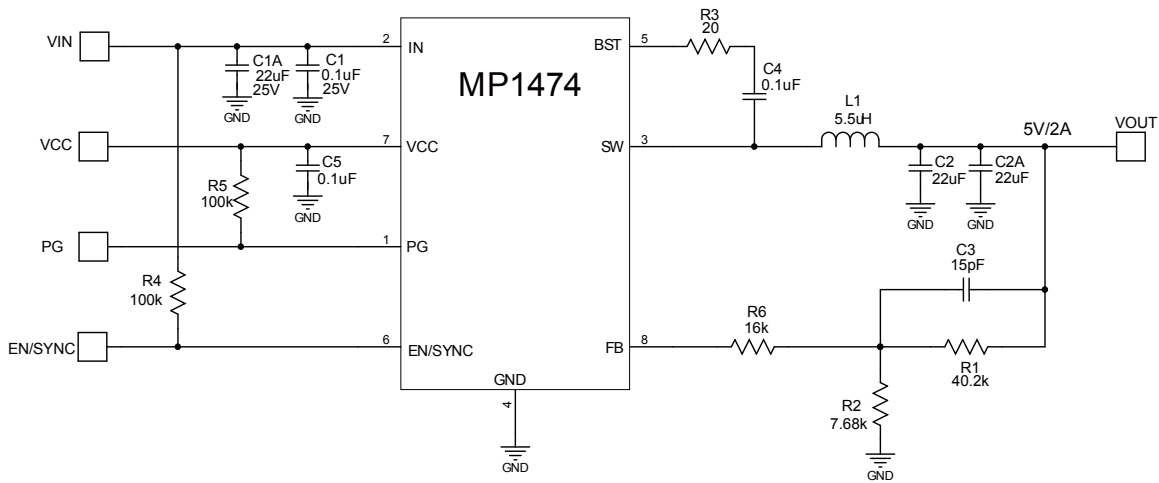 VIN
2
IN
C1A
22uF
25V
GND
C1
0.1uF
25V
GND
MP1474
BST
5
R3
20
C4
0.1uF
L1
5.5uH
VCC
7
VCC
C5
0.1uF
GND
R5
100k
SW
3
5V/2A
VOUT
C2
22uF
GND
C2A
22uF
GND
PG
1
PG
R4
100k
C3
15pF
EN/SYNC
6
EN/SYNC
FB
8
R6
16k
R1
40.2k
R2
7.68k
GND
GND
4
GND